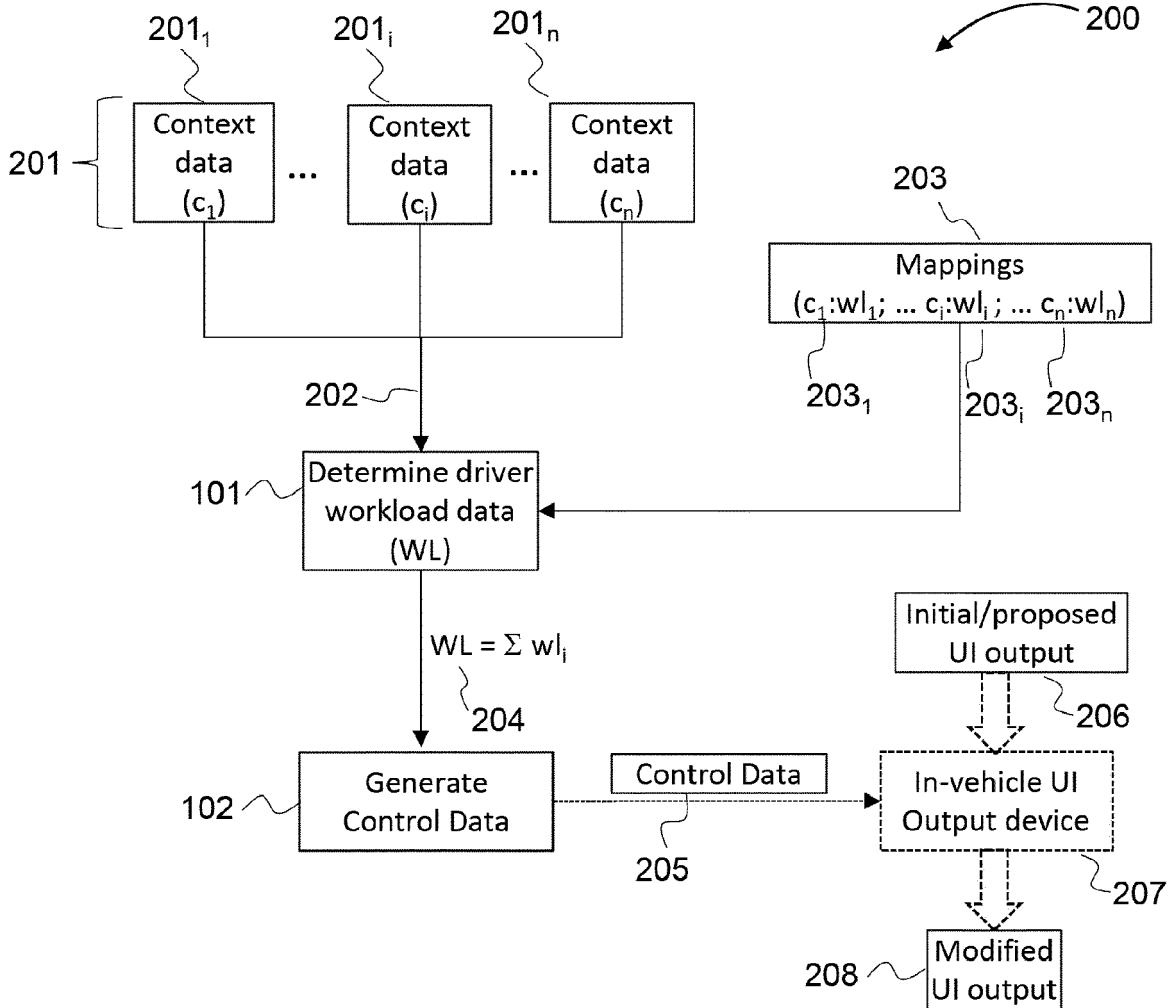 200
201₁
201ᵢ
201ₙ
201
Context
data
(c₁)
...
Context
data
(cᵢ)
...
Context
data
(cₙ)
203
Mappings
(c₁:wl₁; ... cᵢ:wlᵢ ; ... cₙ:wlₙ)
203₁
203ᵢ
203ₙ
202
101
Determine driver
workload data
(WL)
WL = Σ wlᵢ
204
Initial/proposed
UI output
206
102
Generate
Control Data
Control Data
205
In-vehicle UI
Output device
207
208
Modified
UI output